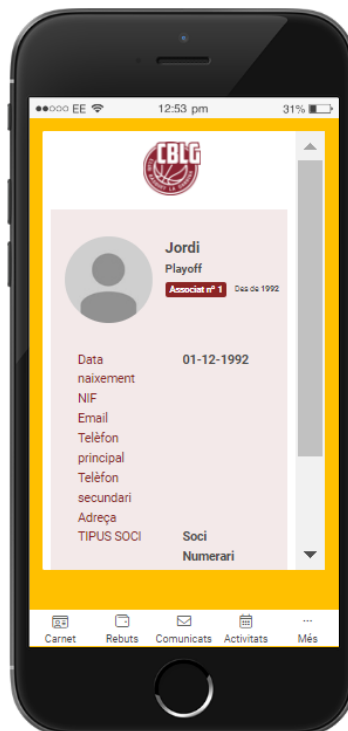 EE
12:53 pm
31%
CBLG
Jordi
Playoff
Associat nº 1 Des de 1992
Data naixement 01-12-1992
NIF
Email
Telèfon principal
Telèfon secundari
Adreça
TIPUS SOCI Soci Numerari
Carnet Rebuts Comunicats Activitats Més